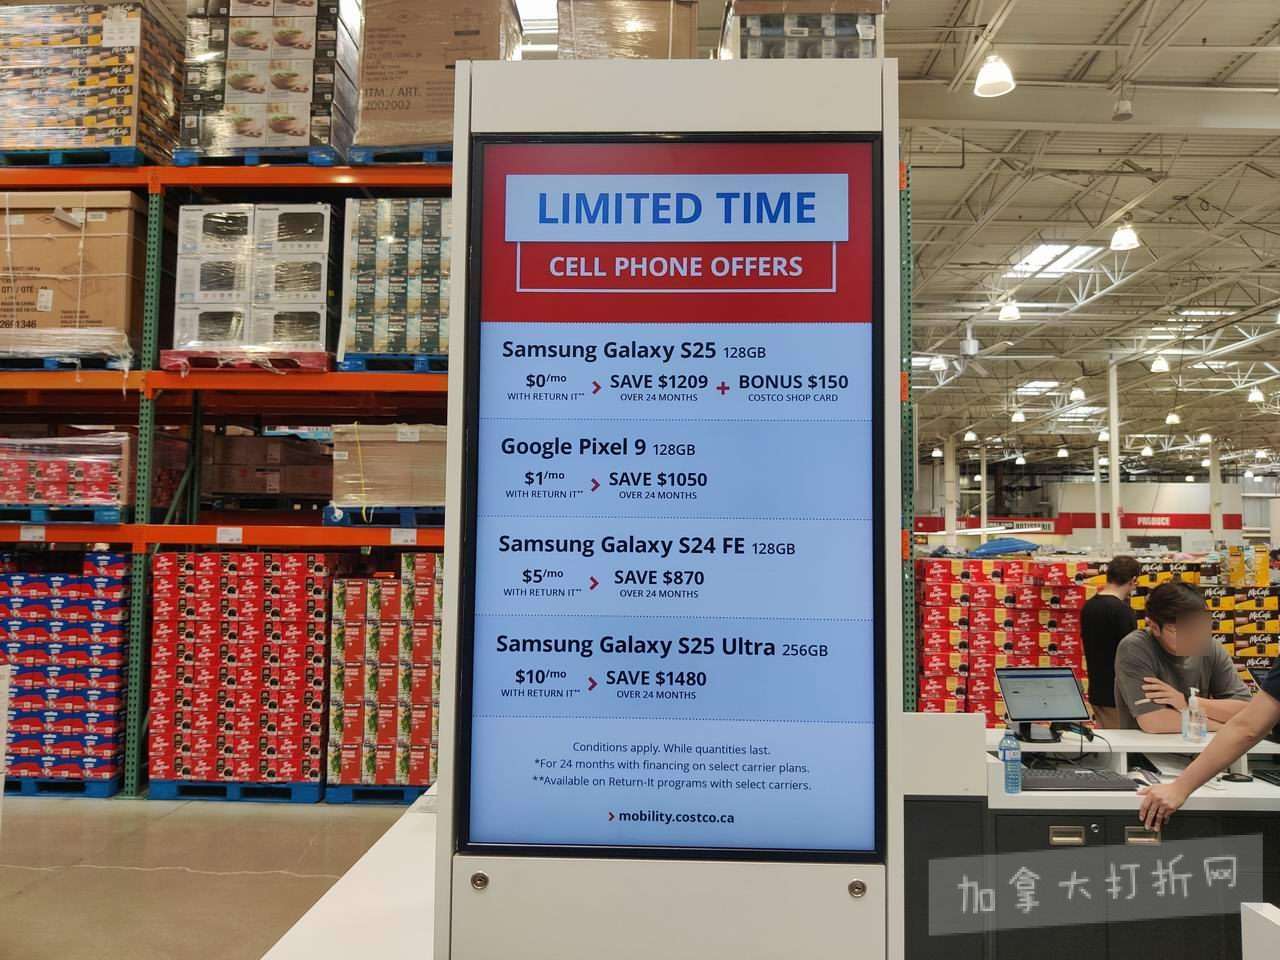 ITM. / ART.
2002002
LIMITED TIME
CELL PHONE OFFERS
Samsung Galaxy S25 128GB
$0/mo > SAVE $1209 + BONUS $150
WITH RETURN IT** OVER 24 MONTHS COSTCO SHOP CARD
Google Pixel 9 128GB
$1/mo > SAVE $1050
WITH RETURN IT** OVER 24 MONTHS
Samsung Galaxy S24 FE 128GB
$5/mo > SAVE $870
WITH RETURN IT** OVER 24 MONTHS
Samsung Galaxy S25 Ultra 256GB
$10/mo > SAVE $1480
WITH RETURN IT** OVER 24 MONTHS
Conditions apply. While quantities last.
*For 24 months with financing on select carrier plans.
**Available on Return-It programs with select carriers.
> mobility.costco.ca
ROTISSERIE
PRODUCE
McCafé
加拿大打折网